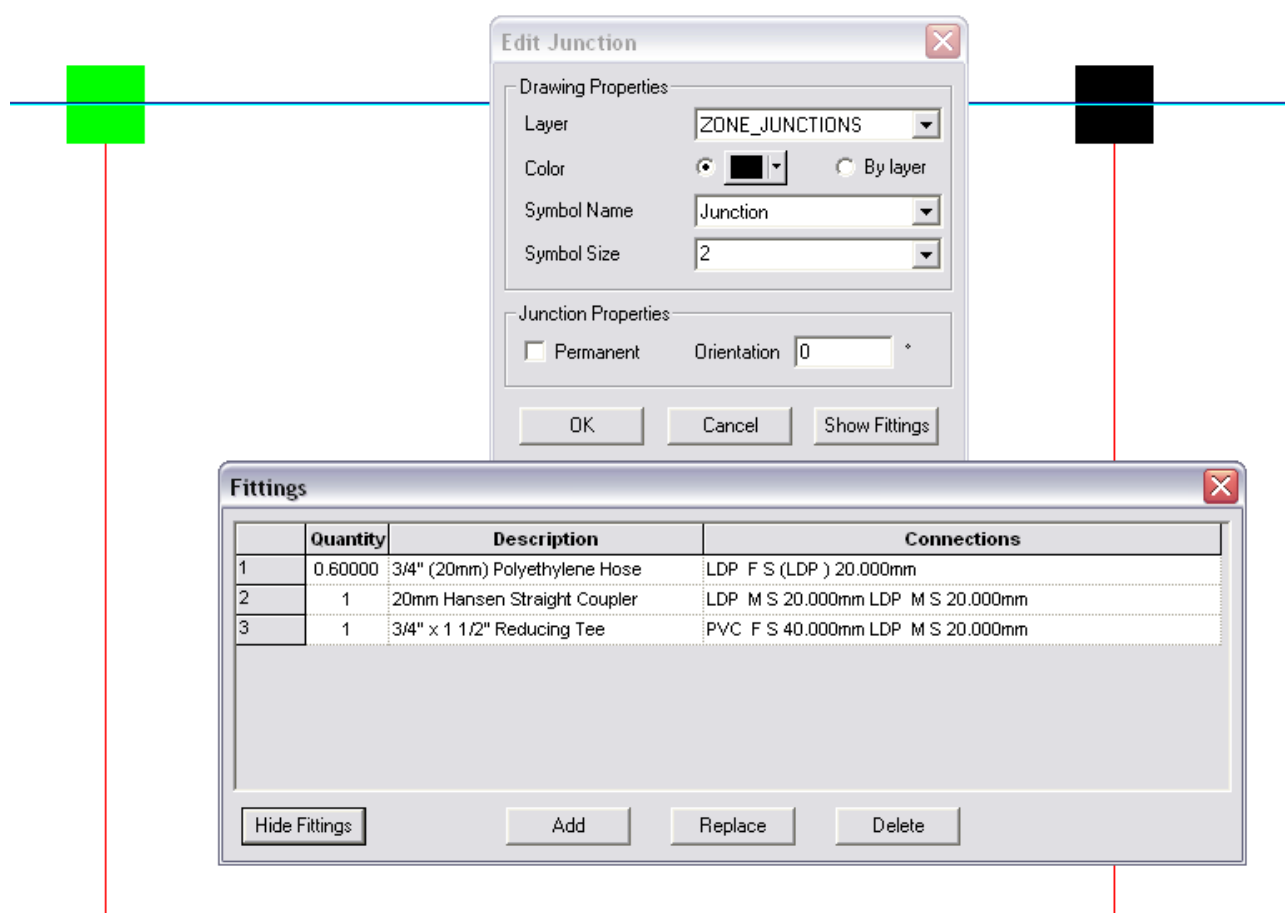 Edit Junction
Drawing Properties
Layer ZONE_JUNCTIONS
Color By layer
Symbol Name Junction
Symbol Size 2
Junction Properties
Permanent Orientation 0 °
OK Cancel Show Fittings
Fittings
Quantity Description Connections
1 0.60000 3/4" (20mm) Polyethylene Hose LDP F S (LDP ) 20.000mm
2 1 20mm Hansen Straight Coupler LDP M S 20.000mm LDP M S 20.000mm
3 1 3/4" x 1 1/2" Reducing Tee PVC F S 40.000mm LDP M S 20.000mm
Hide Fittings Add Replace Delete